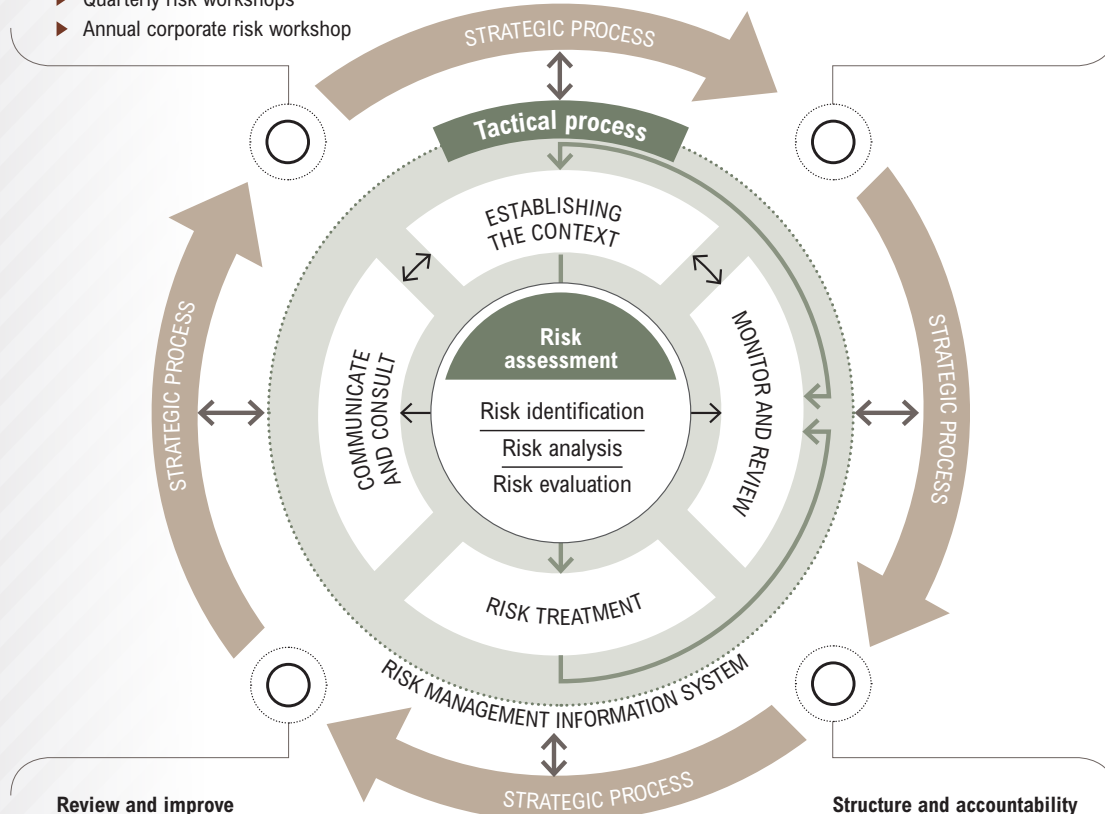 Quarterly risk workshops
Annual corporate risk workshop
STRATEGIC PROCESS
Tactical process
ESTABLISHING
THE CONTEXT
STRATEGIC PROCESS
COMMUNICATE
AND CONSULT
Risk
assessment
Risk identification
Risk analysis
Risk evaluation
MONITOR AND REVIEW
STRATEGIC PROCESS
RISK TREATMENT
RISK MANAGEMENT INFORMATION SYSTEM
STRATEGIC PROCESS
Review and improve
Structure and accountability